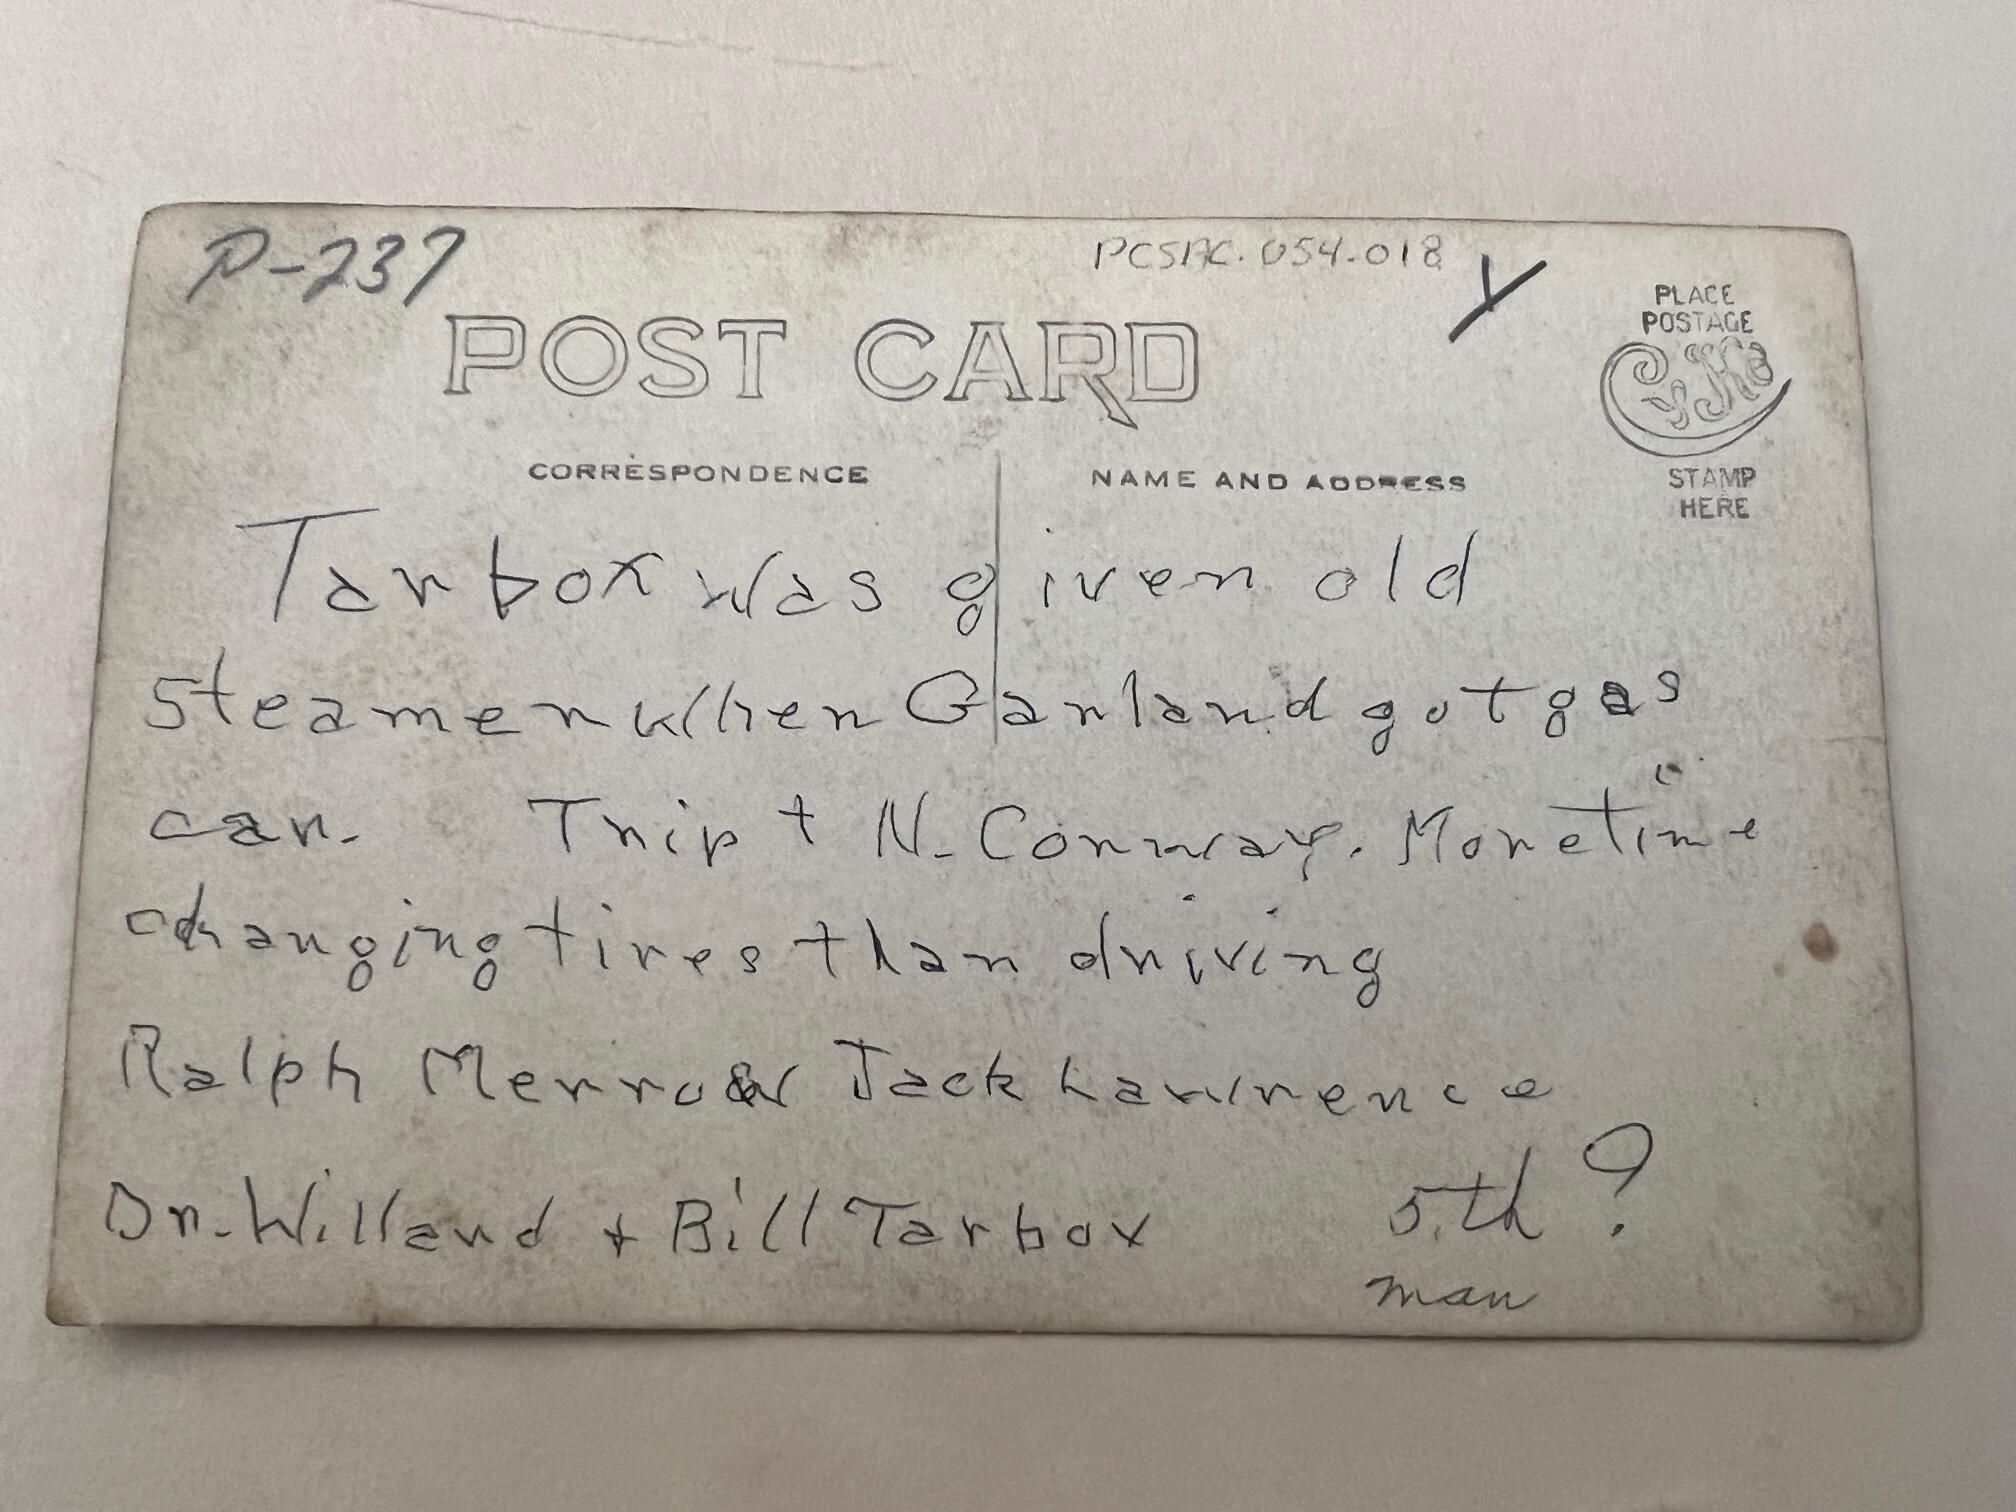 P-237
PCSAC.054.018
Y
POST CARD
PLACE
POSTAGE
STAMP
HERE
CORRESPONDENCE
NAME AND ADDRESS
Tarbox was given old
steamer when Garland got gas
car. Trip t N. Conway. More time
changing tires than driving
Ralph Merrow Jack Lawrence
Dr. Willard + Bill Tarbox 5th ?
man